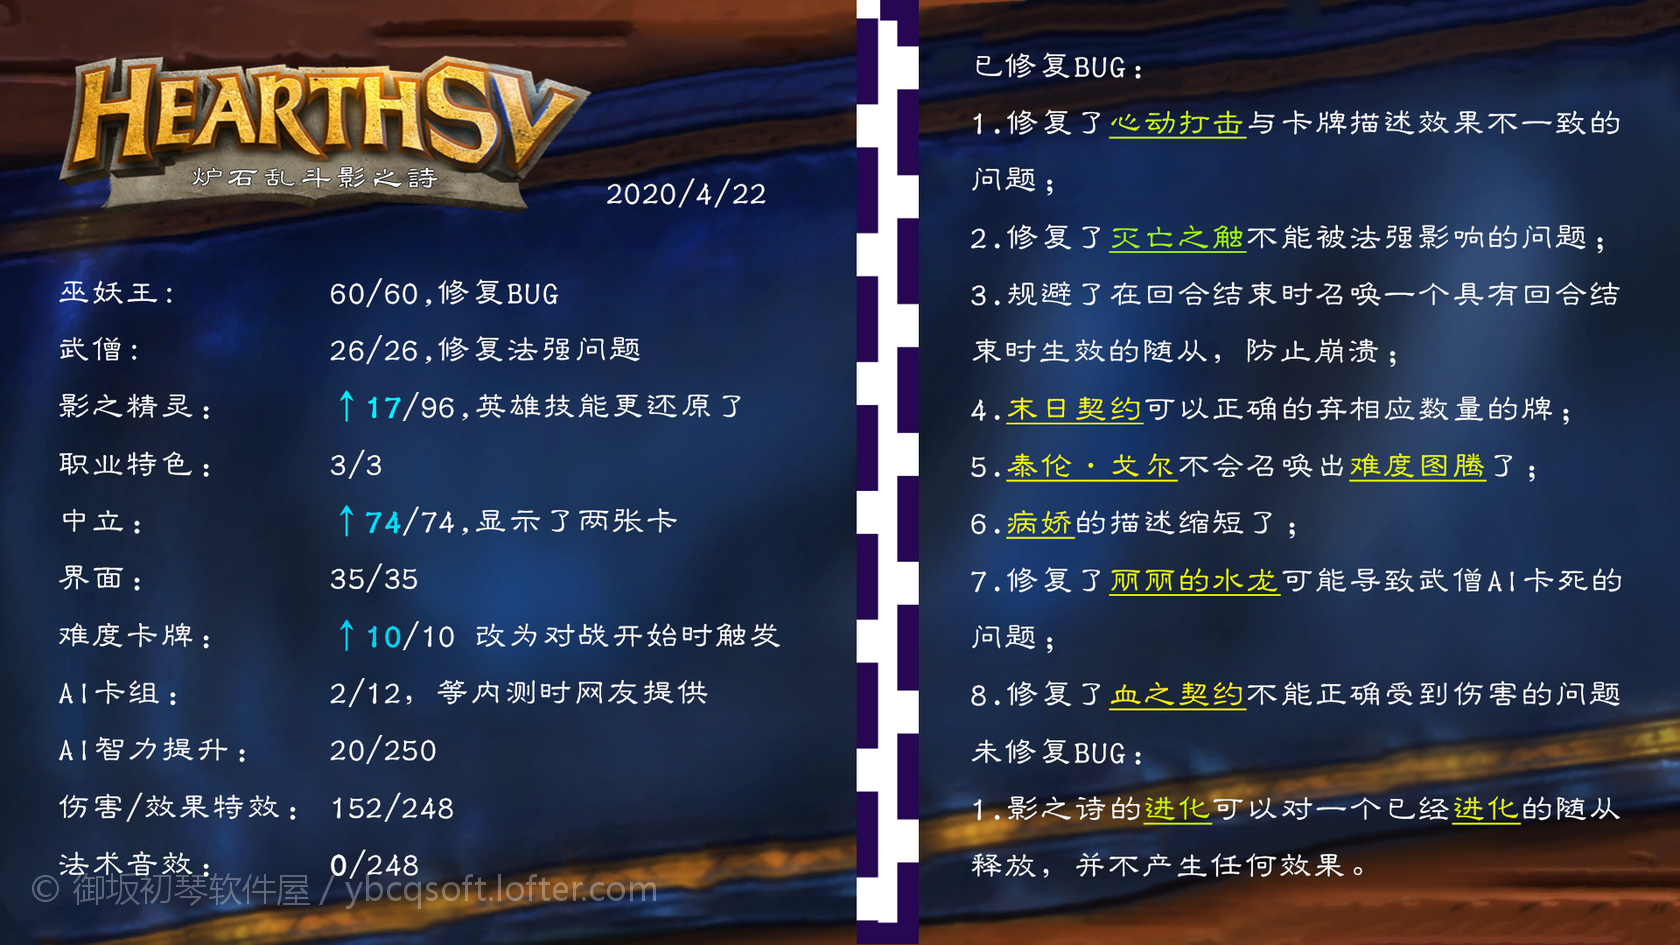 HEARTHSV
炉石乱斗影之詩
2020/4/22
巫妖王: 60/60,修复BUG
武僧: 26/26,修复法强问题
影之精灵: ↑17/96,英雄技能更还原了
职业特色: 3/3
中立: ↑74/74,显示了两张卡
界面: 35/35
难度卡牌: ↑10/10 改为对战开始时触发
AI卡组: 2/12, 等内测时网友提供
AI智力提升: 20/250
伤害/效果特效: 152/248
法术音效: 0/248
© 御坂初琴软件屋 / ybcqsoft.lofter.com
已修复BUG:
1.修复了心动打击与卡牌描述效果不一致的
问题;
2.修复了灭亡之触不能被法强影响的问题;
3.规避了在回合结束时召唤一个具有回合结
束时生效的随从, 防止崩溃;
4.末日契约可以正确的弃相应数量的牌;
5.泰伦·戈尔不会召唤出难度图腾了;
6.病娇的描述缩短了;
7.修复了丽丽的水龙可能导致武僧AI卡死的
问题;
8.修复了血之契约不能正确受到伤害的问题
未修复BUG:
1.影之诗的进化可以对一个已经进化的随从
释放, 并不产生任何效果。